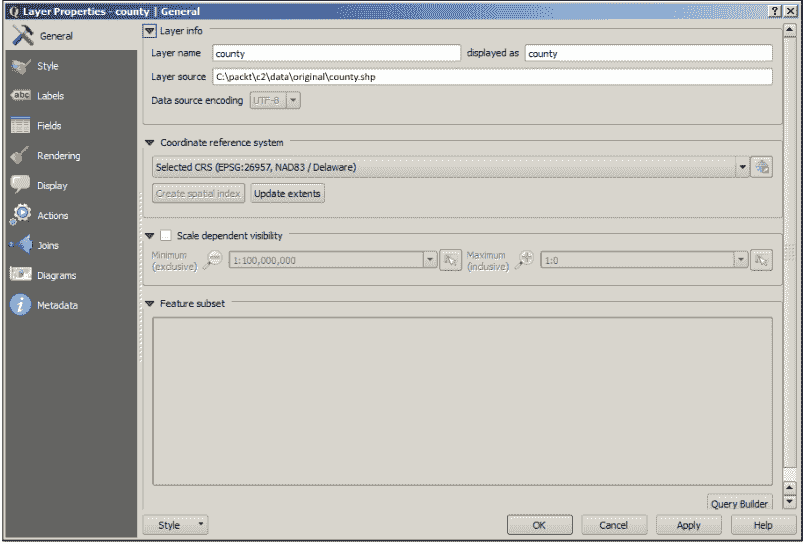 Layer Properties - county | General
General
Style
abc Labels
Fields
Rendering
Display
Actions
Joins
Diagrams
i Metadata
Layer info
Layer name county displayed as county
Layer source C:\packt\c2\data\original\county.shp
Data source encoding UTF-8
Coordinate reference system
Selected CRS (EPSG:26957, NAD83 / Delaware)
Create spatial index Update extents
Scale dependent visibility
Minimum (exclusive) 1:100,000,000 Maximum (inclusive) 1:0
Feature subset
Query Builder
Style OK Cancel Apply Help